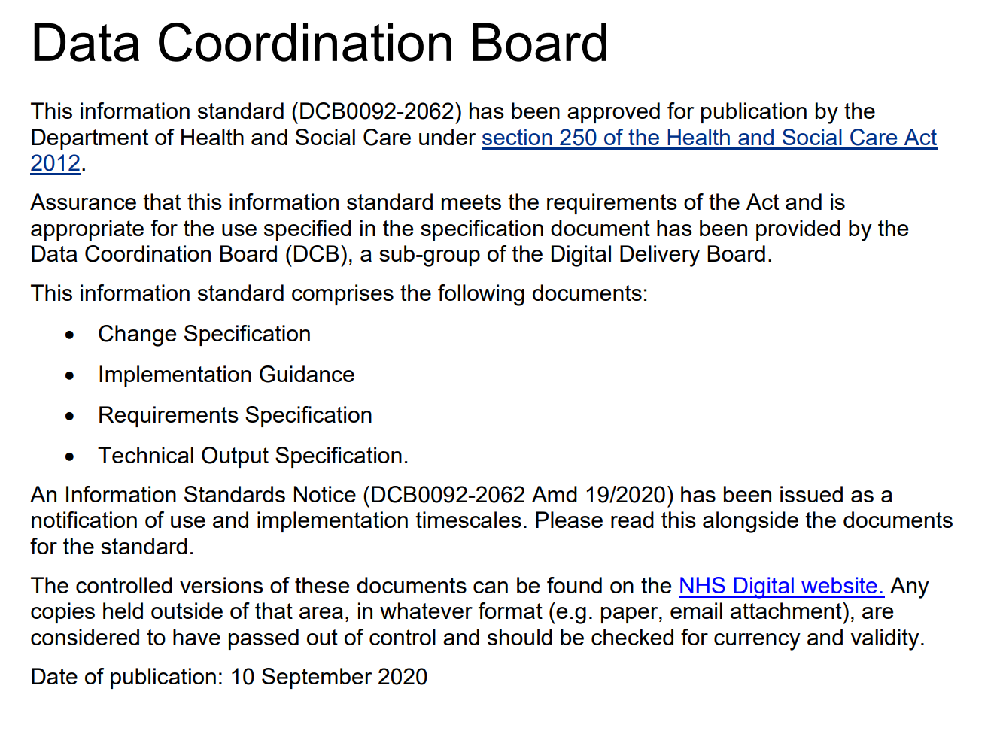 Data Coordination Board
This information standard (DCB0092-2062) has been approved for publication by the
Department of Health and Social Care under section 250 of the Health and Social Care Act
2012.
Assurance that this information standard meets the requirements of the Act and is
appropriate for the use specified in the specification document has been provided by the
Data Coordination Board (DCB), a sub-group of the Digital Delivery Board.
This information standard comprises the following documents:
• Change Specification
• Implementation Guidance
• Requirements Specification
• Technical Output Specification.
An Information Standards Notice (DCB0092-2062 Amd 19/2020) has been issued as a
notification of use and implementation timescales. Please read this alongside the documents
for the standard.
The controlled versions of these documents can be found on the NHS Digital website. Any
copies held outside of that area, in whatever format (e.g. paper, email attachment), are
considered to have passed out of control and should be checked for currency and validity.
Date of publication: 10 September 2020